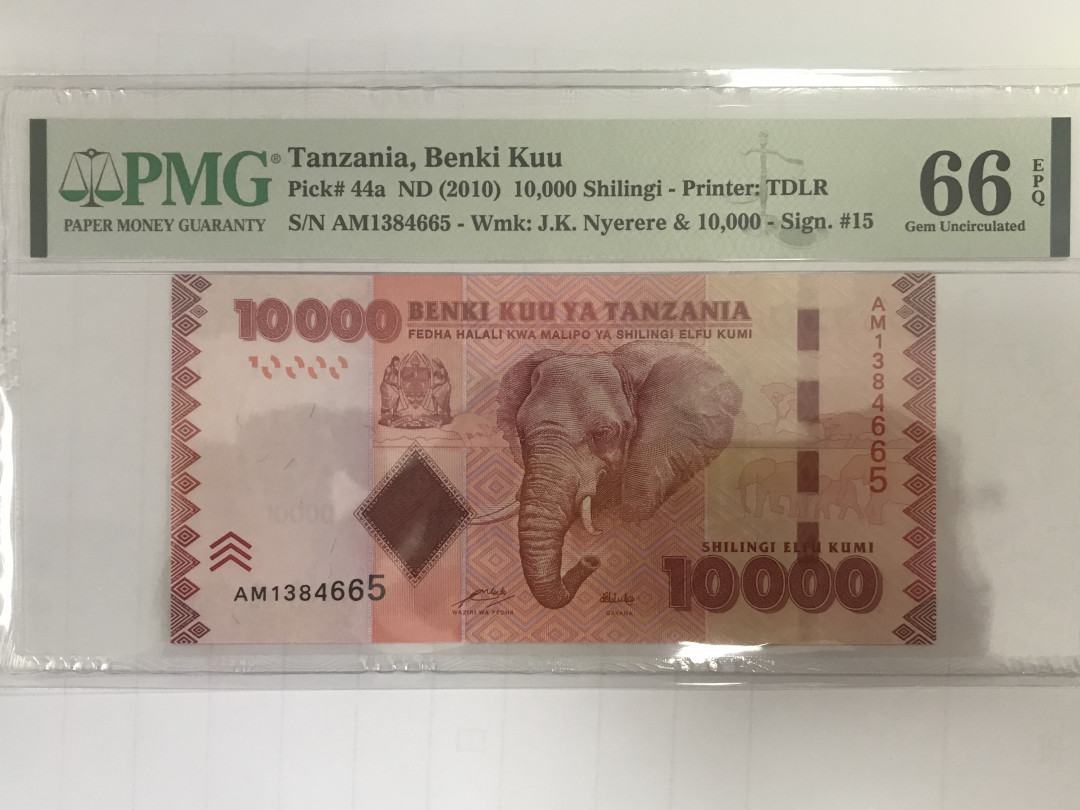 PMG®
PAPER MONEY GUARANTY
Tanzania, Benki Kuu
Pick# 44a ND (2010) 10,000 Shilingi - Printer: TDLR
S/N AM1384665 - Wmk: J.K. Nyerere & 10,000 - Sign. #15
66
EPQ
Gem Uncirculated
10000
BENKI KUU YA TANZANIA
FEDHA HALALI KWA MALIPO YA SHILINGI ELFU KUMI
AM1384665
SHILINGI ELFU KUMI
10000
AM1384665
WAZIRI WA FEDHA
GAVANA